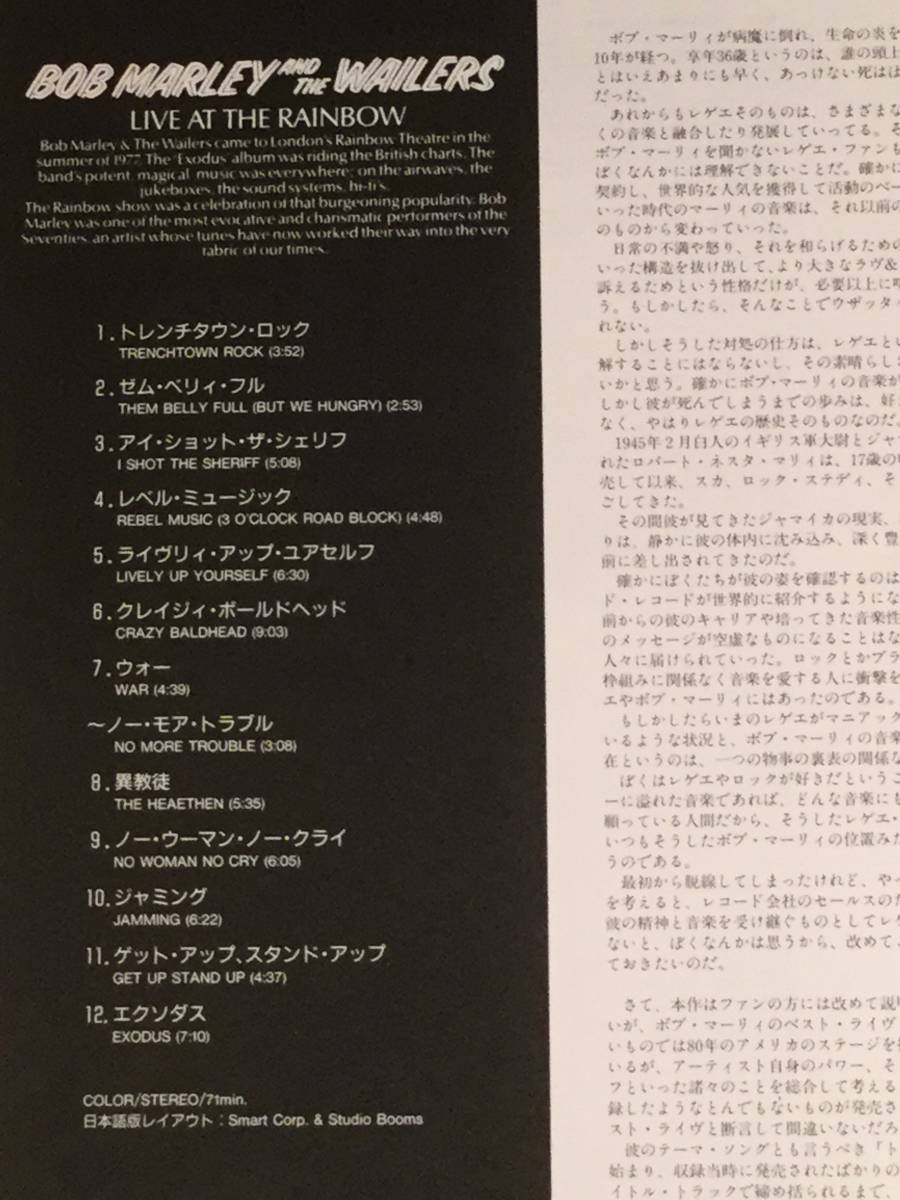 BOB MARLEY AND THE WAILERS
LIVE AT THE RAINBOW
Bob Marley & The Wailers came to London's Rainbow Theatre in the
summer of 1977. The 'Exodus' album was riding the British charts. The
band's potent, magical music was everywhere; on the airwaves, the
jukeboxes, the sound systems, hi-fi's.
The Rainbow show was a celebration of that burgeoning popularity. Bob
Marley was one of the most evocative and charismatic performers of the
Seventies, an artist whose tunes have now worked their way into the very
fabric of our times.
1.トレンチタウン・ロック
TRENCHTOWN ROCK (3:52)
2.ゼム・ベリィ・フル
THEM BELLY FULL (BUT WE HUNGRY) (2:53)
3.アイ・ショット・ザ・シェリフ
I SHOT THE SHERIFF (5:08)
4.レベル・ミュージック
REBEL MUSIC (3 O'CLOCK ROAD BLOCK) (4:48)
5.ライヴリィ・アップ・ユアセルフ
LIVELY UP YOURSELF (6:30)
6.クレイジィ・ボールドヘッド
CRAZY BALDHEAD (9:03)
7.ウォー
WAR (4:39)
～ノー・モア・トラブル
NO MORE TROUBLE (3:08)
8.異教徒
THE HEAETHEN (5:35)
9.ノー・ウーマン・ノー・クライ
NO WOMAN NO CRY (6:05)
10.ジャミング
JAMMING (6:22)
11.ゲット・アップ、スタンド・アップ
GET UP STAND UP (4:37)
12.エクソダス
EXODUS (7:10)
COLOR/STEREO/71min.
日本語版レイアウト：Smart Corp. & Studio Booms
ボブ・マーリィが病魔に倒れ、生命の炎を
10年が経つ。享年36歳というのは、誰の頭上
とはいえあまりにも早く、あっけない死はほ
だった。
あれからもレゲエそのものは、さまざまな
くの音楽と融合したり発展していってる。そ
ボブ・マーリィを聞かないレゲエ・ファンも
ぼくなんかには理解できないことだ。確かに
契約し、世界的な人気を獲得して活動のベー
いった時代のマーリィの音楽は、それ以前の
のものから変わっていった。
日常の不満や怒り、それを和らげるための
いった構造を抜け出して、より大きなラヴ&
訴えるためという性格だけが、必要以上に
う。もしかしたら、そんなことでウザッタィ
れない。
しかしそうした対処の仕方は、レゲエとい
解することにはならないし、その素晴らしさ
いかと思う。確かにボブ・マーリィの音楽が
しかし彼が死んでしまうまでの歩みは、好き
なく、やはりレゲエの歴史そのものなのだ。
1945年2月白人のイギリス軍大尉とジャ
れたロバート・ネスタ・マリィは、17歳の
売して以来、スカ、ロック・ステディ、そ
ごしてきた。
その間彼が見てきたジャマイカの現実、
りは、静かに彼の体内に沈み込み、深く豊
前に差し出されてきたのだ。
確かにぼくたちが彼の姿を確認するのは
ド・レコードが世界的に紹介するようにな
前からの彼のキャリアや培ってきた音楽性
のメッセージが空虚なものになることはな
人々に届けられていった。ロックとかブラ
枠組みに関係なく音楽を愛する人に衝撃を
エやボブ・マーリィにはあったのである。
もしかしたらいまのレゲエがマニアック
いるような状況と、ボブ・マーリィの音楽
在というのは、一つの物事の裏表の関係な
ぼくはレゲエやロックが好きだというこ
ーに溢れた音楽であれば、どんな音楽にも
願っている人間だから、そうしたレゲエ・
いつもそうしたボブ・マーリィの位置みた
うのである。
最初から脱線してしまったけれど、やっ
を考えると、レコード会社のセールスのた
彼の精神と音楽を受け継ぐものとしてレゲ
ないと、ぼくなんかは思うから、改めて、
ておきたいのだ。
さて、本作はファンの方には改めて説明
いが、ボブ・マーリィのベスト・ライヴ
いものでは80年のアメリカのステージを
いるが、アーティスト自身のパワー、そ
フといった諸々のことを総合して考える
録したようなとんでもないものが発売さ
スト・ライヴと断言して間違いないだろ
彼のテーマ・ソングとも言うべき「ト
始まり、収録当時に発売されたばかりの
イトル・トラックで締め括られるまで、